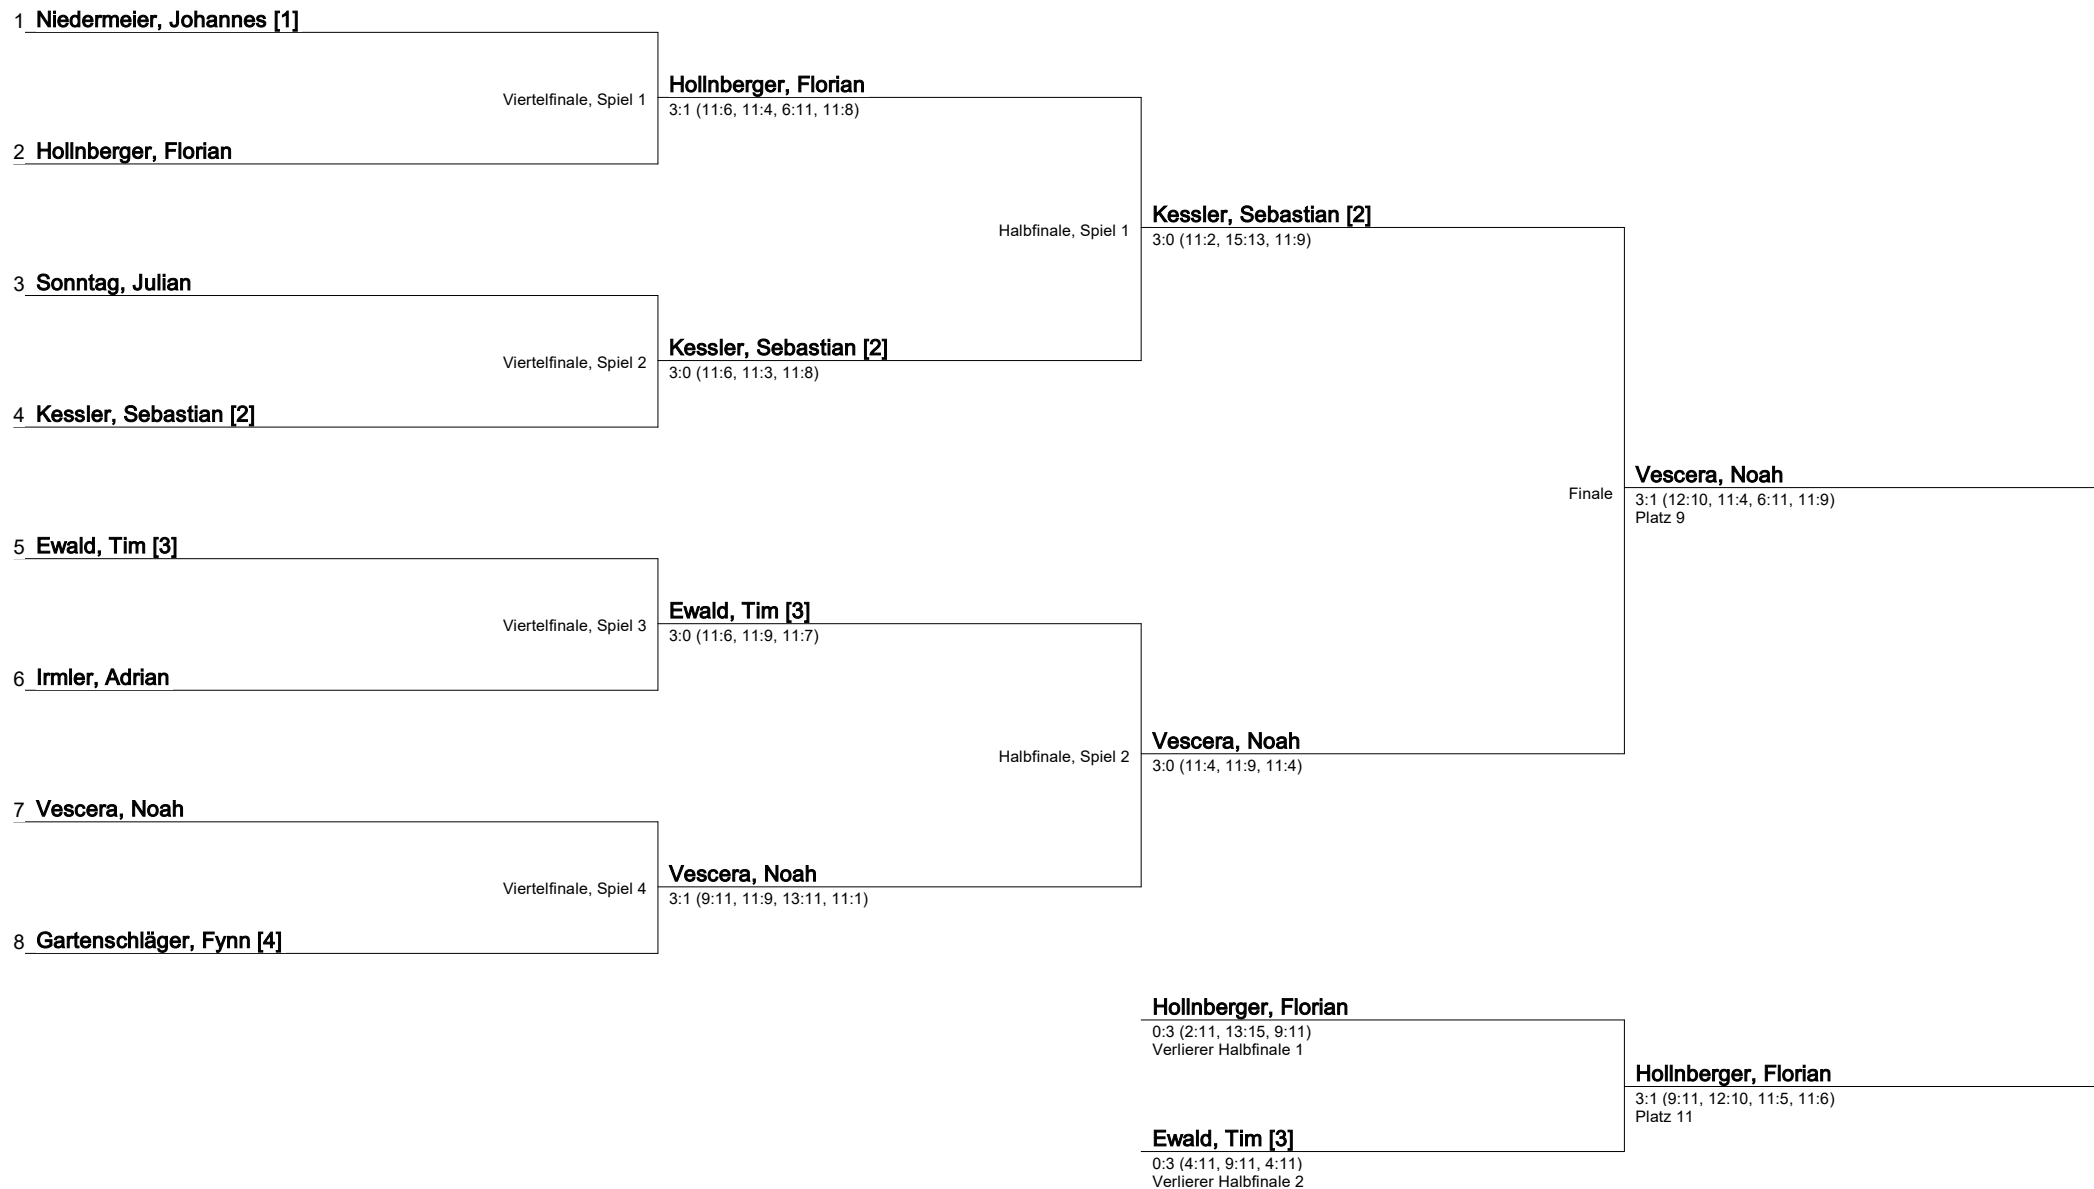 1 Niedermeier, Johannes [1]
Viertelfinale, Spiel 1
Hollnberger, Florian
3:1 (11:6, 11:4, 6:11, 11:8)
2 Hollnberger, Florian
Halbfinale, Spiel 1
Kessler, Sebastian [2]
3:0 (11:2, 15:13, 11:9)
3 Sonntag, Julian
Viertelfinale, Spiel 2
Kessler, Sebastian [2]
3:0 (11:6, 11:3, 11:8)
4 Kessler, Sebastian [2]
Finale
Vescera, Noah
3:1 (12:10, 11:4, 6:11, 11:9)
Platz 9
5 Ewald, Tim [3]
Viertelfinale, Spiel 3
Ewald, Tim [3]
3:0 (11:6, 11:9, 11:7)
6 Irmler, Adrian
Halbfinale, Spiel 2
Vescera, Noah
3:0 (11:4, 11:9, 11:4)
7 Vescera, Noah
Viertelfinale, Spiel 4
Vescera, Noah
3:1 (9:11, 11:9, 13:11, 11:1)
8 Gartenschläger, Fynn [4]
Hollnberger, Florian
0:3 (2:11, 13:15, 9:11)
Verlierer Halbfinale 1
Hollnberger, Florian
3:1 (9:11, 12:10, 11:5, 11:6)
Platz 11
Ewald, Tim [3]
0:3 (4:11, 9:11, 4:11)
Verlierer Halbfinale 2